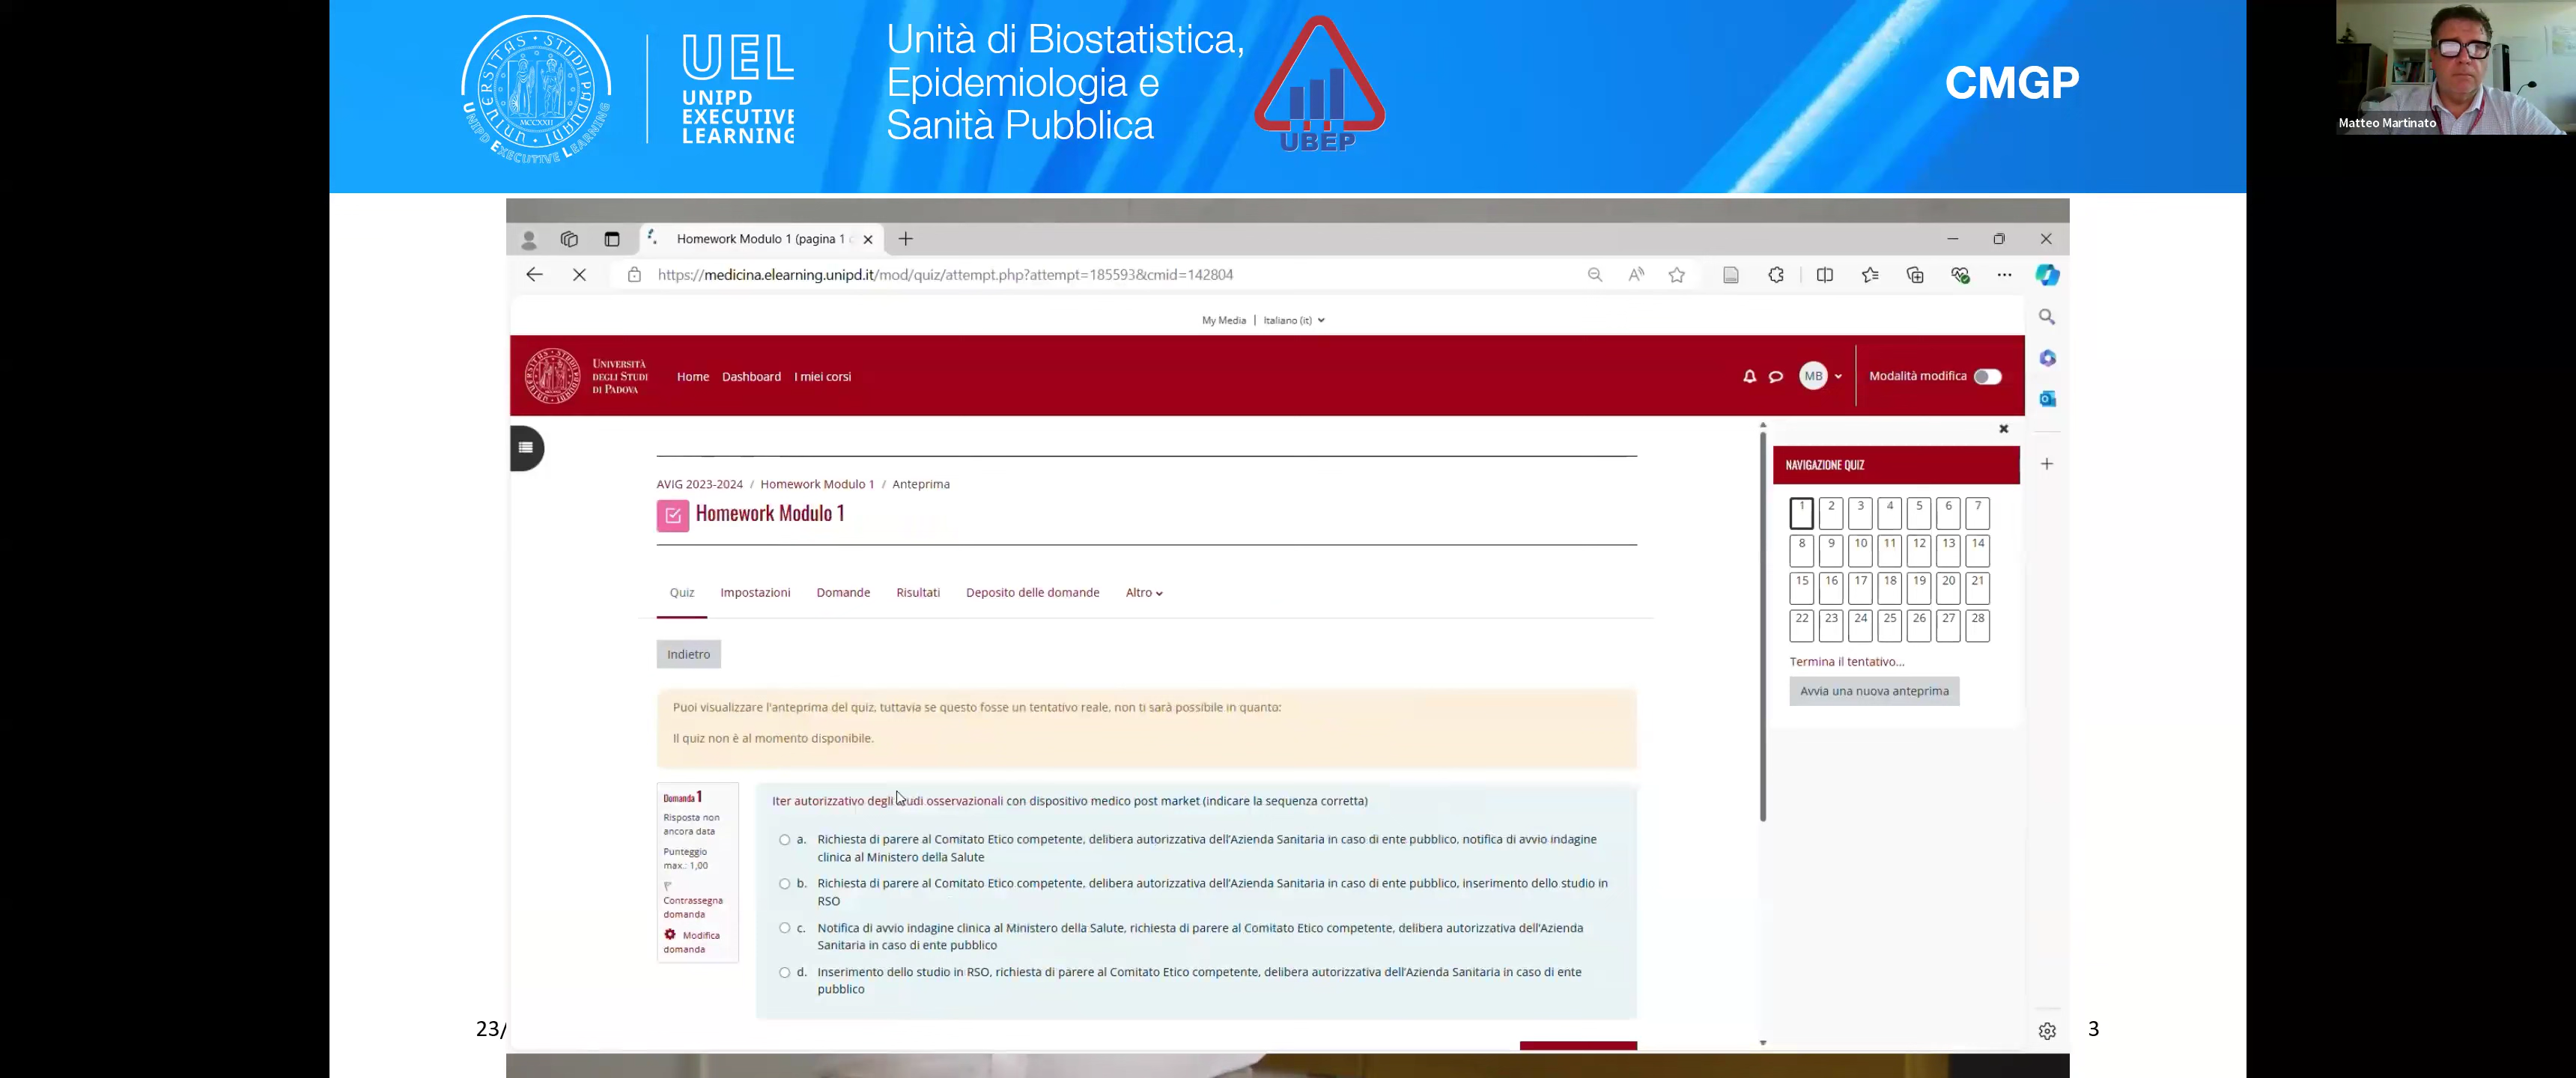 UNIVERSITAS STUDII PADUANI
MCCXXII
UNIPD EXECUTIVE LEARNING
UEL
UNIPD
EXECUTIVE
LEARNING
Unità di Biostatistica,
Epidemiologia e
Sanità Pubblica
UBEP
CMGP
Matteo Martinato
Homework Modulo 1 (pagina 1
https://medicina.elearning.unipd.it/mod/quiz/attempt.php?attempt=185593&cmid=142804
My Media | Italiano (it)
UNIVERSITÀ
DEGLI STUDI
DI PADOVA
Home Dashboard I miei corsi
MB
Modalità modifica
AVIG 2023-2024 / Homework Modulo 1 / Anteprima
Homework Modulo 1
Quiz Impostazioni Domande Risultati Deposito delle domande Altro
Indietro
Puoi visualizzare l'anteprima del quiz, tuttavia se questo fosse un tentativo reale, non ti sarà possibile in quanto:
Il quiz non è al momento disponibile.
Domanda 1
Risposta non
ancora data
Punteggio
max.: 1,00
Contrassegna
domanda
Modifica
domanda
Iter autorizzativo degli studi osservazionali con dispositivo medico post market (indicare la sequenza corretta)
a. Richiesta di parere al Comitato Etico competente, delibera autorizzativa dell'Azienda Sanitaria in caso di ente pubblico, notifica di avvio indagine
clinica al Ministero della Salute
b. Richiesta di parere al Comitato Etico competente, delibera autorizzativa dell'Azienda Sanitaria in caso di ente pubblico, inserimento dello studio in
RSO
c. Notifica di avvio indagine clinica al Ministero della Salute, richiesta di parere al Comitato Etico competente, delibera autorizzativa dell'Azienda
Sanitaria in caso di ente pubblico
d. Inserimento dello studio in RSO, richiesta di parere al Comitato Etico competente, delibera autorizzativa dell'Azienda Sanitaria in caso di ente
pubblico
NAVIGAZIONE QUIZ
1 2 3 4 5 6 7
8 9 10 11 12 13 14
15 16 17 18 19 20 21
22 23 24 25 26 27 28
Termina il tentativo...
Avvia una nuova anteprima
23/
3